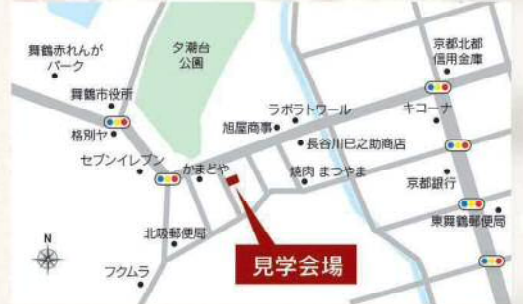 舞鶴赤れんが
パーク
夕潮台
公園
京都北都
信用金庫
舞鶴市役所
ラポラトワール
キコーナ
格別ヤ
旭屋商事
長谷川巳之助商店
セブンイレブン
かまどや
焼肉 まつやま
京都銀行
東舞鶴郵便局
北吸郵便局
N
見学会場
フクムラ